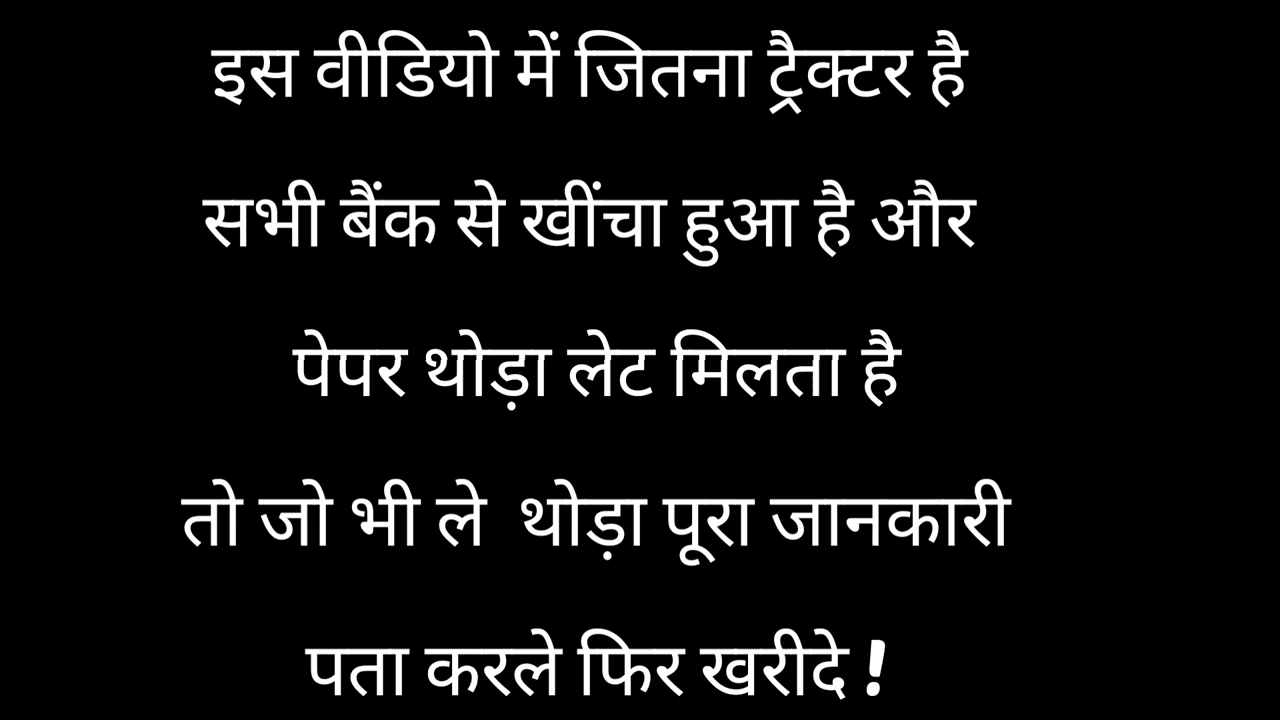 इस वीडियो में जितना ट्रैक्टर है
सभी बैंक से खींचा हुआ है और
पेपर थोड़ा लेट मिलता है
तो जो भी ले थोड़ा पूरा जानकारी
पता करले फिर खरीदे !